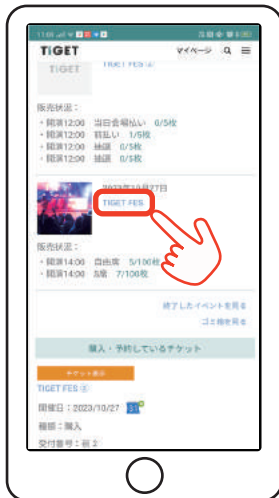 TIGET
マイページ
TIGET
TIGET FES ②
販売状況：
・開演12:00 当日会場払い 0/5枚
・開演12:00 前払い 1/5枚
・開演12:00 抽選 0/5枚
・開演12:00 抽選 0/5枚
2023年10月27日
TIGET FES
販売状況：
・開演14:00 自由席 5/100枚
・開演14:00 S席 7/100枚
終了したイベントを見る
ゴミ箱を見る
購入・予約しているチケット
チケット表示
TIGET FES ②
開催日：2023/10/27
種類：購入
受付番号：前 2